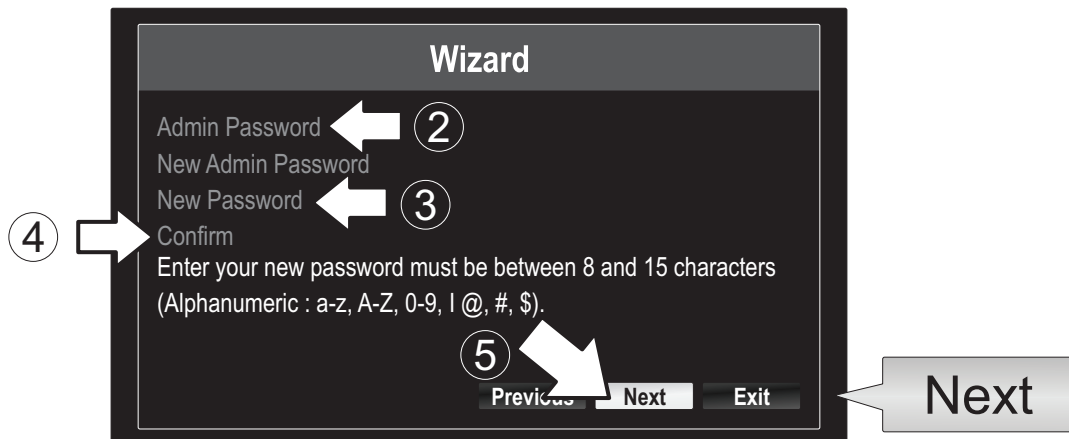 Wizard
Admin Password
2
New Admin Password
New Password
3
4
Confirm
Enter your new password must be between 8 and 15 characters
(Alphanumeric : a-z, A-Z, 0-9, I @, #, $).
5
Previous Next Exit
Next